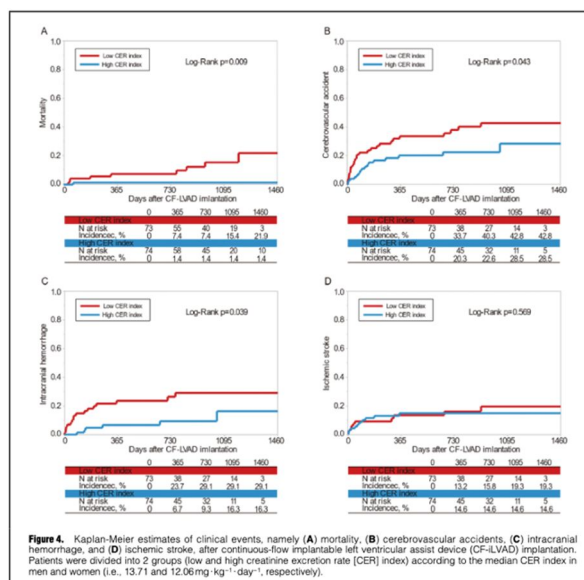 A
Low CER index
High CER index
Log-Rank p=0.009
Mortality
1.0
0.8
0.6
0.4
0.2
0.0
0 365 730 1095 1460
Days after CF-LVAD imlantation
0 365 730 1095 1460
Low CER index
N at risk 73 55 40 19 3
Incidencec, % 0 7.4 7.4 15.4 21.9
High CER index
N at risk 74 58 45 20 10
Incidencec, % 0 1.4 1.4 1.4 1.4
B
Low CER index
High CER index
Log-Rank p=0.043
Cerebrovascular accident
1.0
0.8
0.6
0.4
0.2
0.0
0 365 730 1095 1460
Days after CF-LVAD imlantation
0 365 730 1095 1460
Low CER index
N at risk 73 38 27 14 3
Incidencec, % 0 33.7 40.3 42.8 42.8
High CER index
N at risk 74 45 32 11 5
Incidencec, % 0 20.3 22.6 28.5 28.5
C
Low CER index
High CER index
Log-Rank p=0.039
Intracranial hemorrhage
1.0
0.8
0.6
0.4
0.2
0.0
0 365 730 1095 1460
Days after CF-LVAD imlantation
0 365 730 1095 1460
Low CER index
N at risk 73 38 27 14 3
Incidencec, % 0 23.7 29.1 29.1 29.1
High CER index
N at risk 74 45 32 11 5
Incidencec, % 0 6.7 9.3 16.3 16.3
D
Low CER index
High CER index
Log-Rank p=0.569
Ischemic stroke
1.0
0.8
0.6
0.4
0.2
0.0
0 365 730 1095 1460
Days after CF-LVAD imlantation
0 365 730 1095 1460
Low CER index
N at risk 73 38 27 14 3
Incidencec, % 0 13.2 15.8 19.3 19.3
High CER index
N at risk 74 45 32 11 5
Incidencec, % 0 14.6 14.6 14.6 14.6
Figure 4. Kaplan-Meier estimates of clinical events, namely (A) mortality, (B) cerebrovascular accidents, (C) intracranial
hemorrhage, and (D) ischemic stroke, after continuous-flow implantable left ventricular assist device (CF-iLVAD) implantation.
Patients were divided into 2 groups (low and high creatinine excretion rate [CER] index) according to the median CER index in
men and women (i.e., 13.71 and 12.06 mg·kg⁻¹·day⁻¹, respectively).